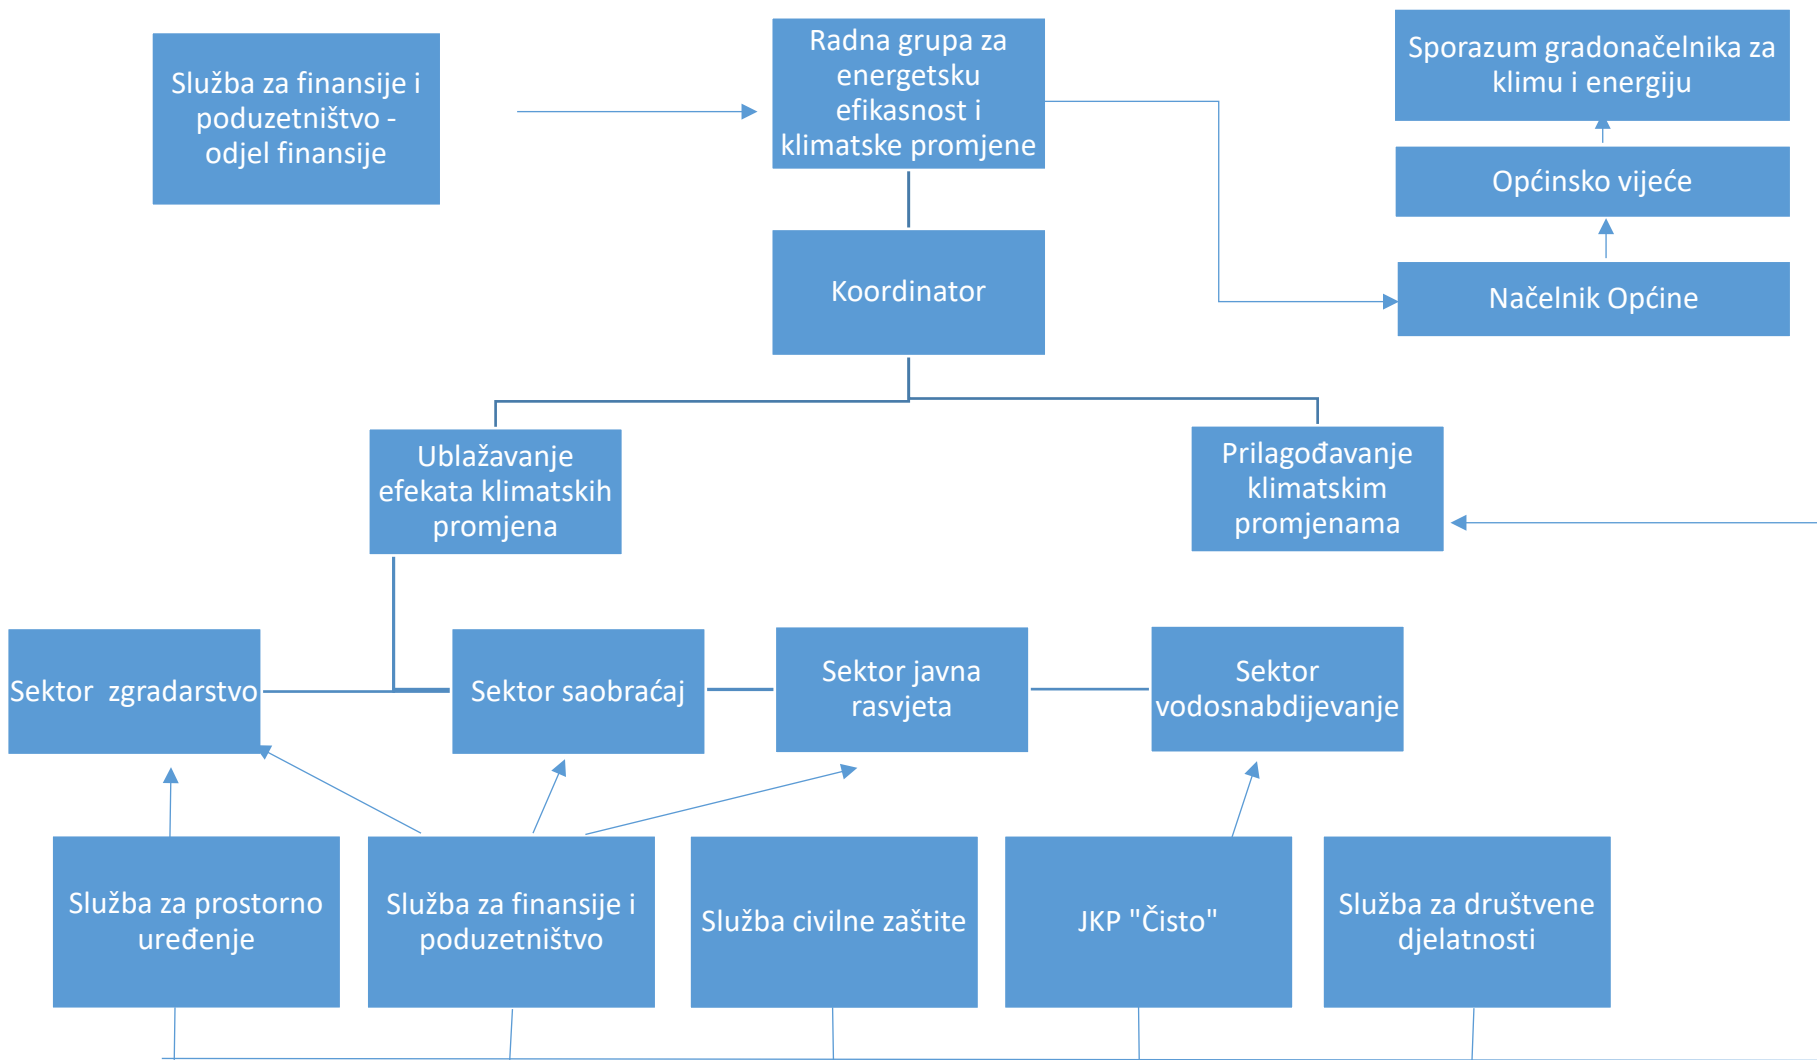 Služba za finansije i
poduzetništvo -
odjel finansije
Radna grupa za
energetsku
efikasnost i
klimatske promjene
Sporazum gradonačelnika za
klimu i energiju
Općinsko vijeće
Načelnik Općine
Koordinator
Ublažavanje
efekata klimatskih
promjena
Prilagođavanje
klimatskim
promjenama
Sektor zgradarstvo
Sektor saobraćaj
Sektor javna
rasvjeta
Sektor
vodosnabdijevanje
Služba za prostorno
uređenje
Služba za finansije i
poduzetništvo
Služba civilne zaštite
JKP "Čisto"
Služba za društvene
djelatnosti